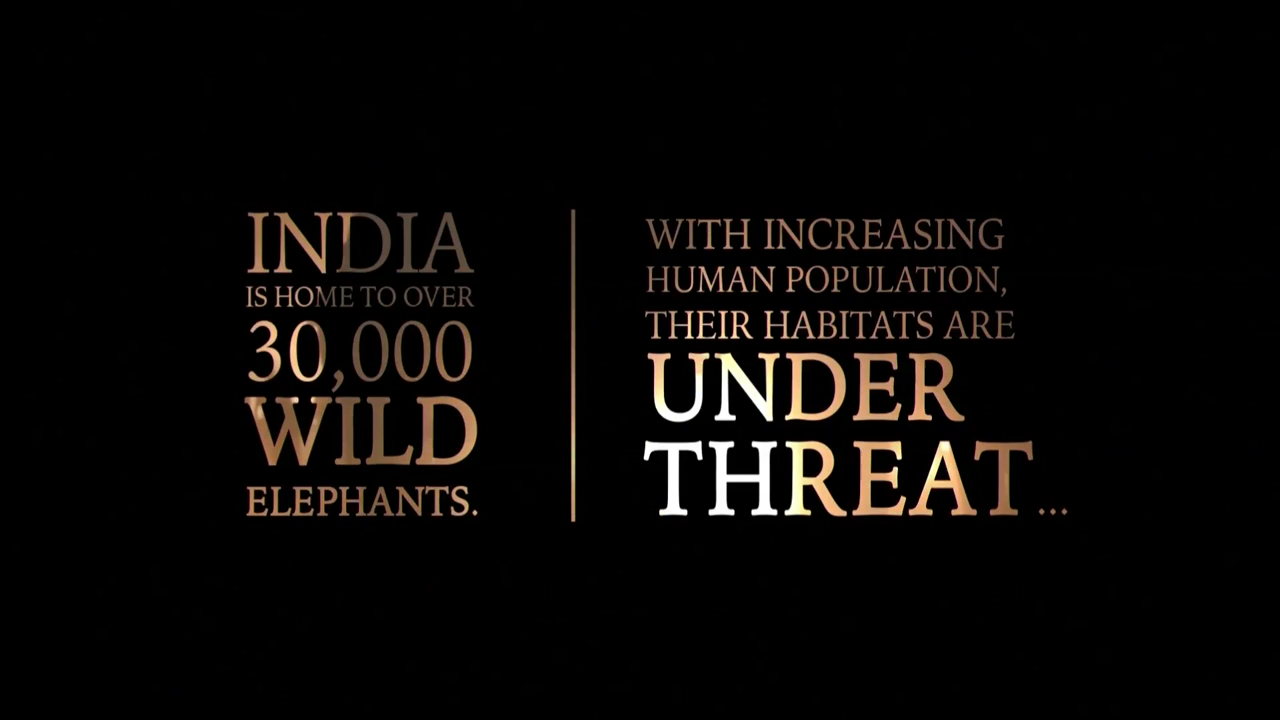 INDIA
IS HOME TO OVER
30,000
WILD
ELEPHANTS.
WITH INCREASING
HUMAN POPULATION,
THEIR HABITATS ARE
UNDER
THREAT...